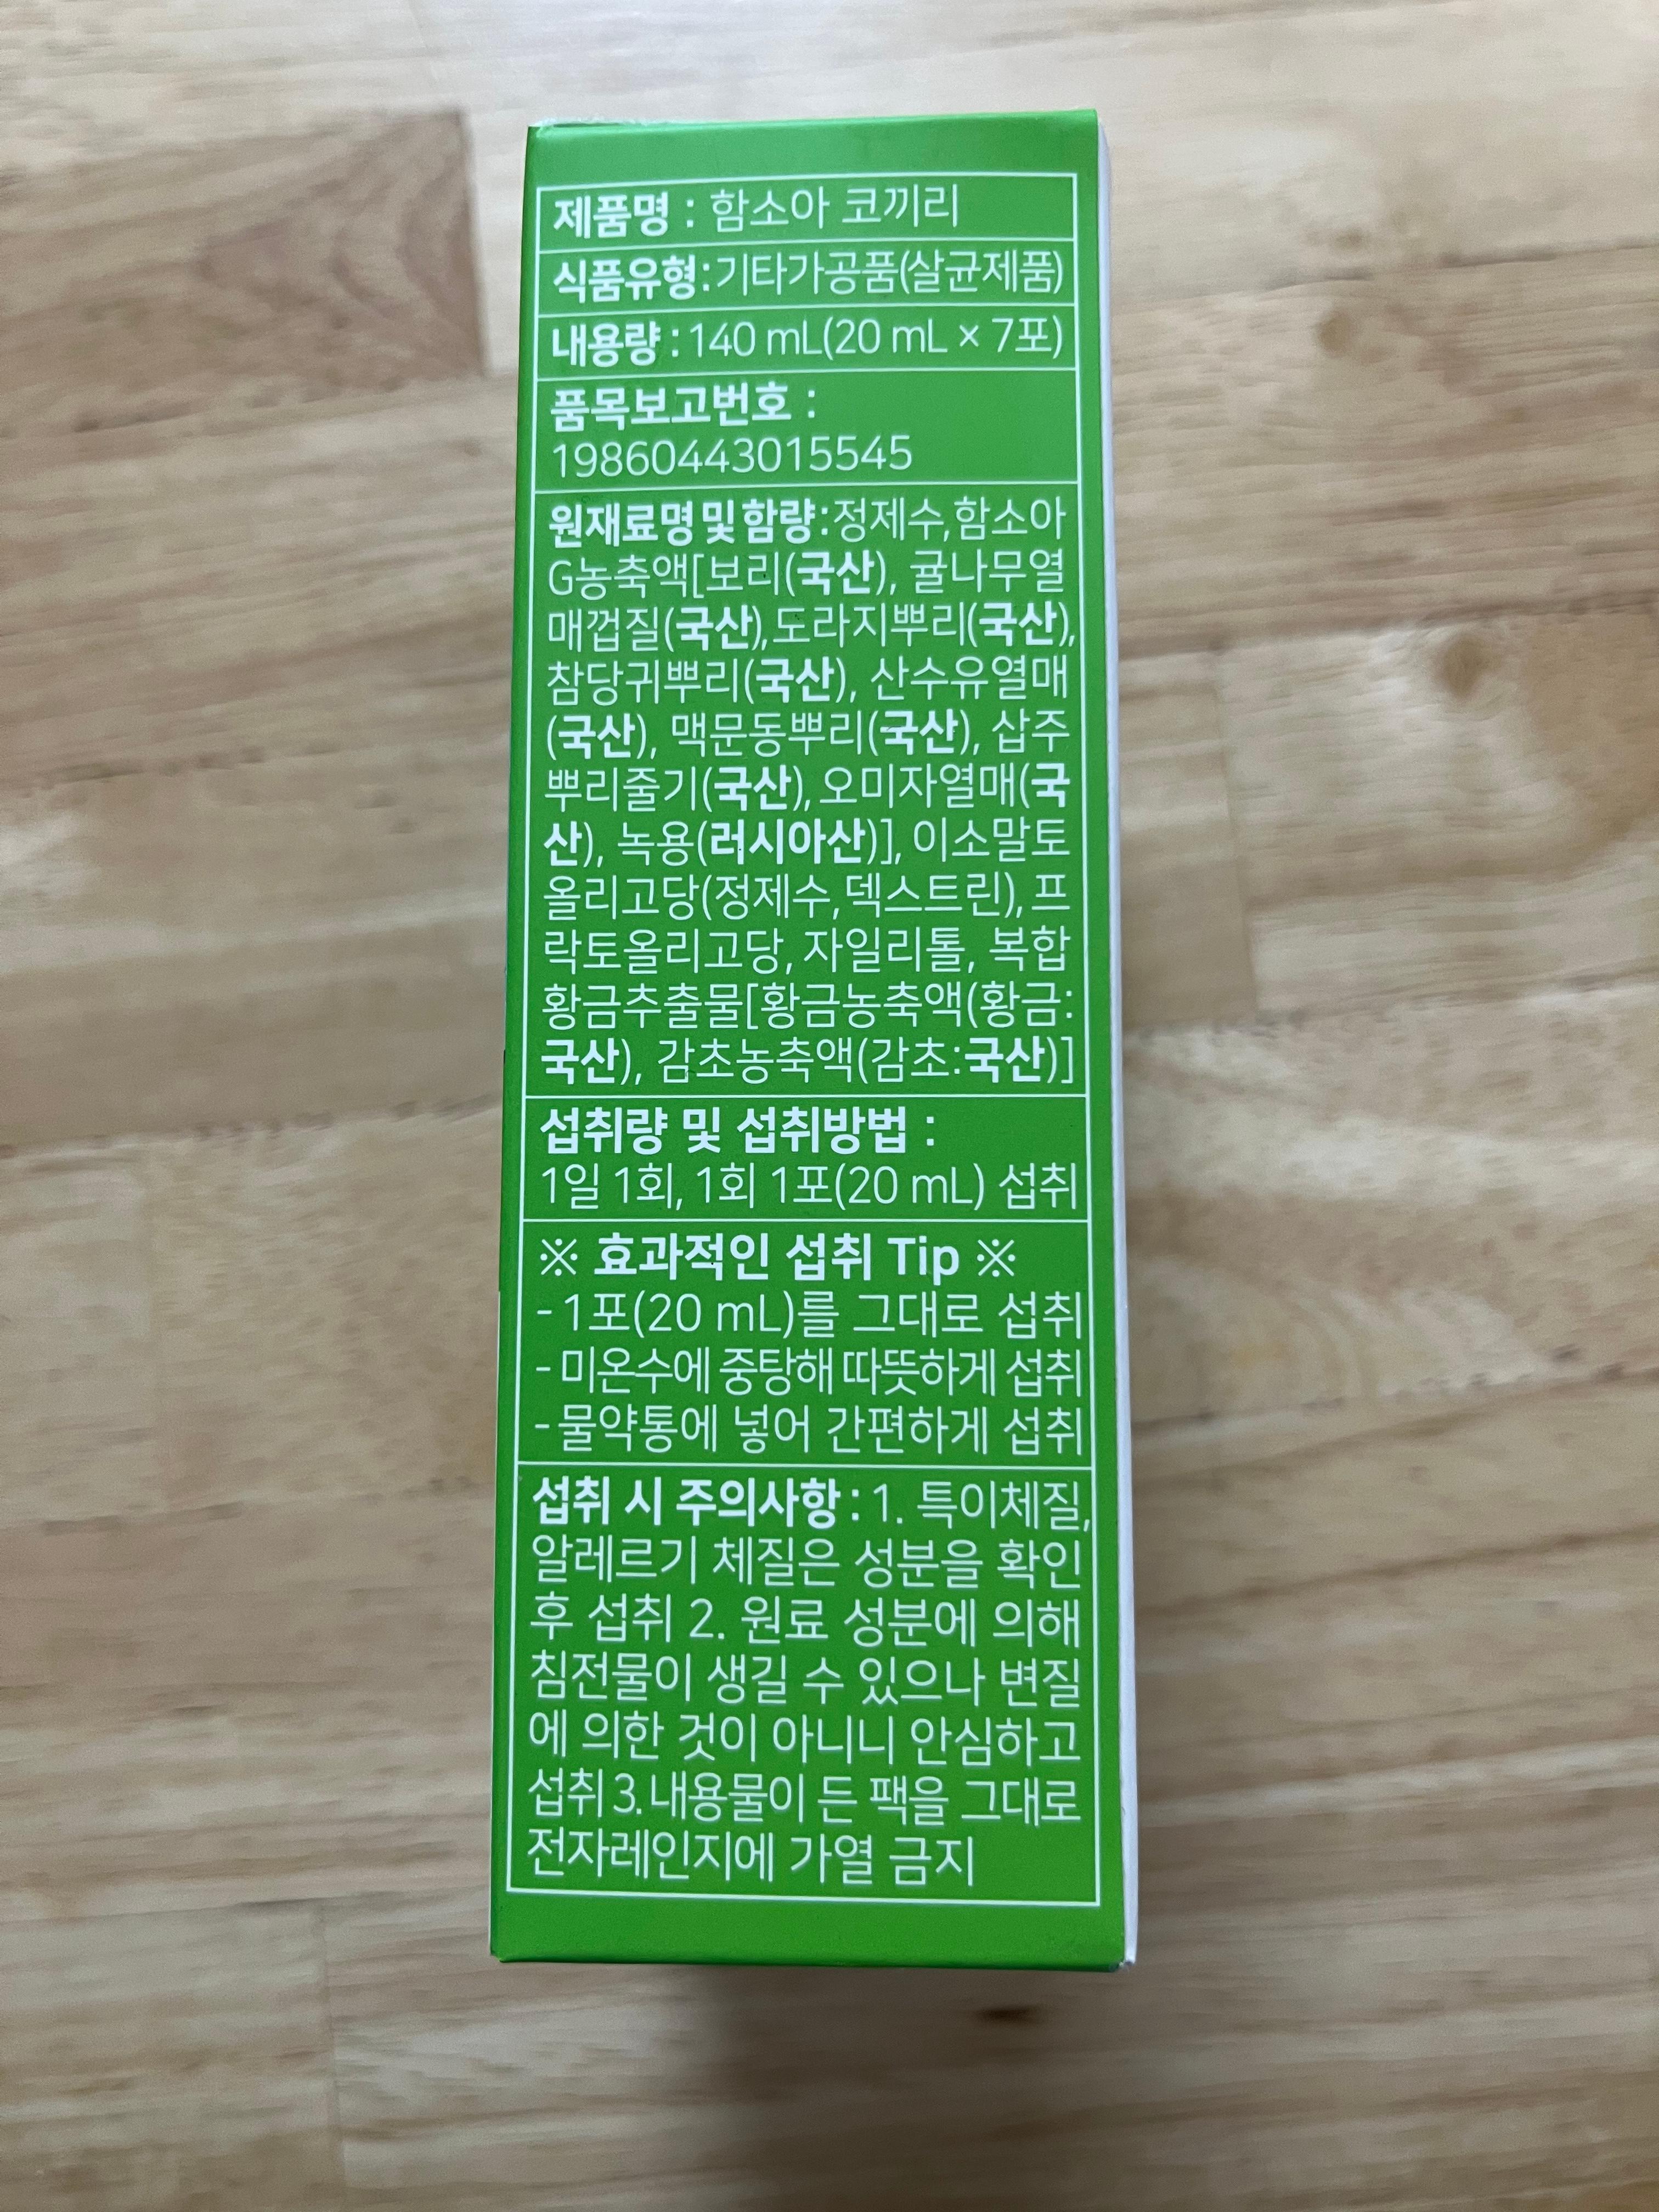 제품명 : 함소아 코끼리
식품유형:기타가공품(살균제품)
내용량 : 140 mL(20 mL × 7포)
품목보고번호 :
19860443015545
원재료명 및 함량:정제수,함소아
G농축액[보리(국산), 귤나무열
매껍질(국산),도라지뿌리(국산),
참당귀뿌리(국산), 산수유열매
(국산), 맥문동뿌리(국산), 삽주
뿌리줄기(국산),오미자열매(국
산), 녹용(러시아산)], 이소말토
올리고당(정제수,덱스트린), 프
락토올리고당, 자일리톨, 복합
황금추출물[황금농축액(황금:
국산), 감초농축액(감초:국산)]
섭취량 및 섭취방법 :
1일 1회, 1회 1포(20 mL) 섭취
※ 효과적인 섭취 Tip ※
- 1포(20 mL)를 그대로 섭취
- 미온수에 중탕해 따뜻하게 섭취
- 물약통에 넣어 간편하게 섭취
섭취 시 주의사항 : 1. 특이체질,
알레르기 체질은 성분을 확인
후 섭취 2. 원료 성분에 의해
침전물이 생길 수 있으나 변질
에 의한 것이 아니니 안심하고
섭취 3.내용물이 든 팩을 그대로
전자레인지에 가열 금지